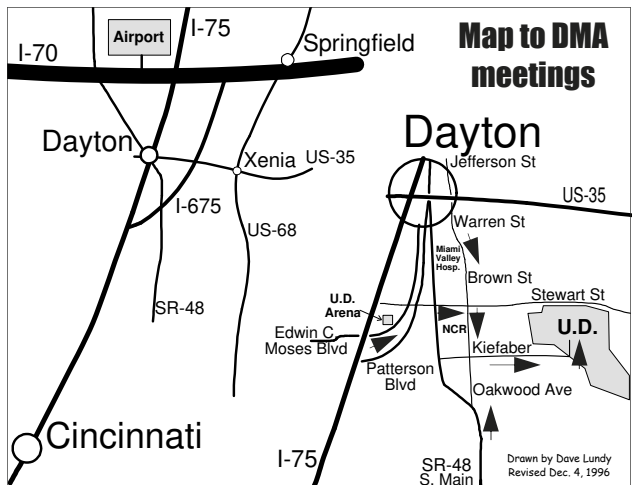 Map to DMA
meetings
I-75
Airport
I-70
Springfield
Dayton
Xenia
US-35
I-675
US-68
SR-48
Cincinnati
Dayton
Jefferson St
US-35
Warren St
Miami
Valley
Hosp.
Brown St
Stewart St
U.D.
Arena
NCR
U.D.
Edwin C.
Moses Blvd
Kiefaber
Patterson
Blvd
Oakwood Ave
I-75
SR-48
S. Main
Drawn by Dave Lundy
Revised Dec. 4, 1996